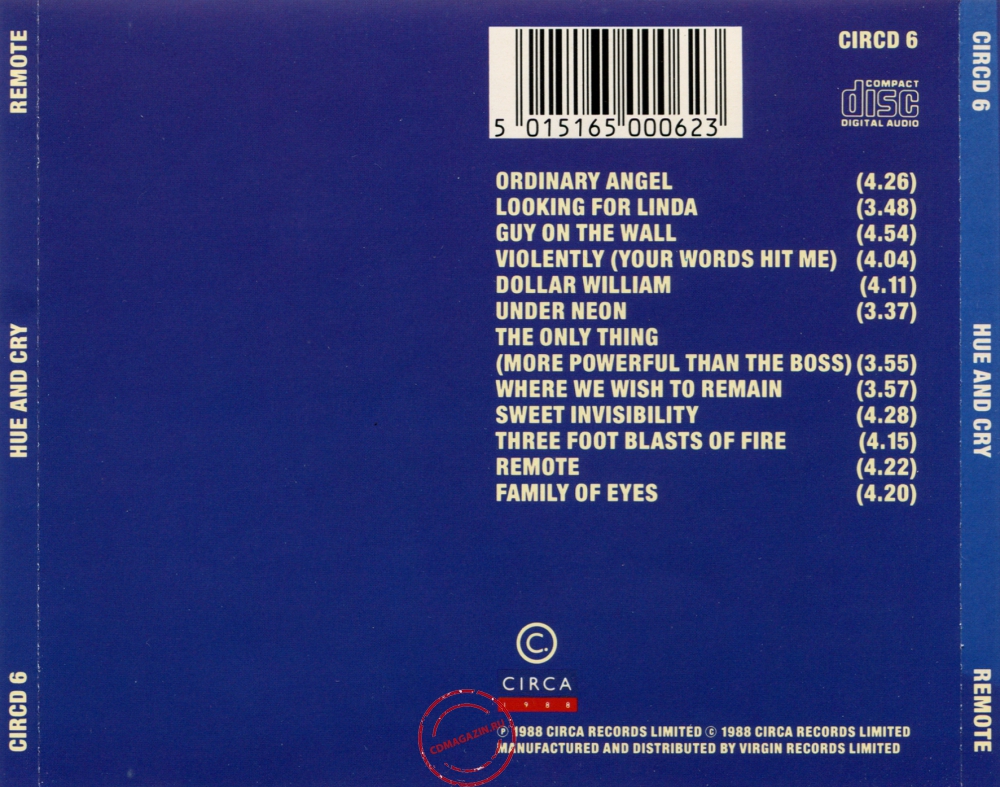 REMOTE
HUE AND CRY
CIRCD 6
5 015165 000623
CIRCD 6
COMPACT
disc
DIGITAL AUDIO
ORDINARY ANGEL (4.26)
LOOKING FOR LINDA (3.48)
GUY ON THE WALL (4.54)
VIOLENTLY (YOUR WORDS HIT ME) (4.04)
DOLLAR WILLIAM (4.11)
UNDER NEON (3.37)
THE ONLY THING
(MORE POWERFUL THAN THE BOSS) (3.55)
WHERE WE WISH TO REMAIN (3.57)
SWEET INVISIBILITY (4.28)
THREE FOOT BLASTS OF FIRE (4.15)
REMOTE (4.22)
FAMILY OF EYES (4.20)
C.
CIRCA
1988
℗ 1988 CIRCA RECORDS LIMITED © 1988 CIRCA RECORDS LIMITED
MANUFACTURED AND DISTRIBUTED BY VIRGIN RECORDS LIMITED
CDMAGAZIN.RU
CIRCD 6
HUE AND CRY
REMOTE